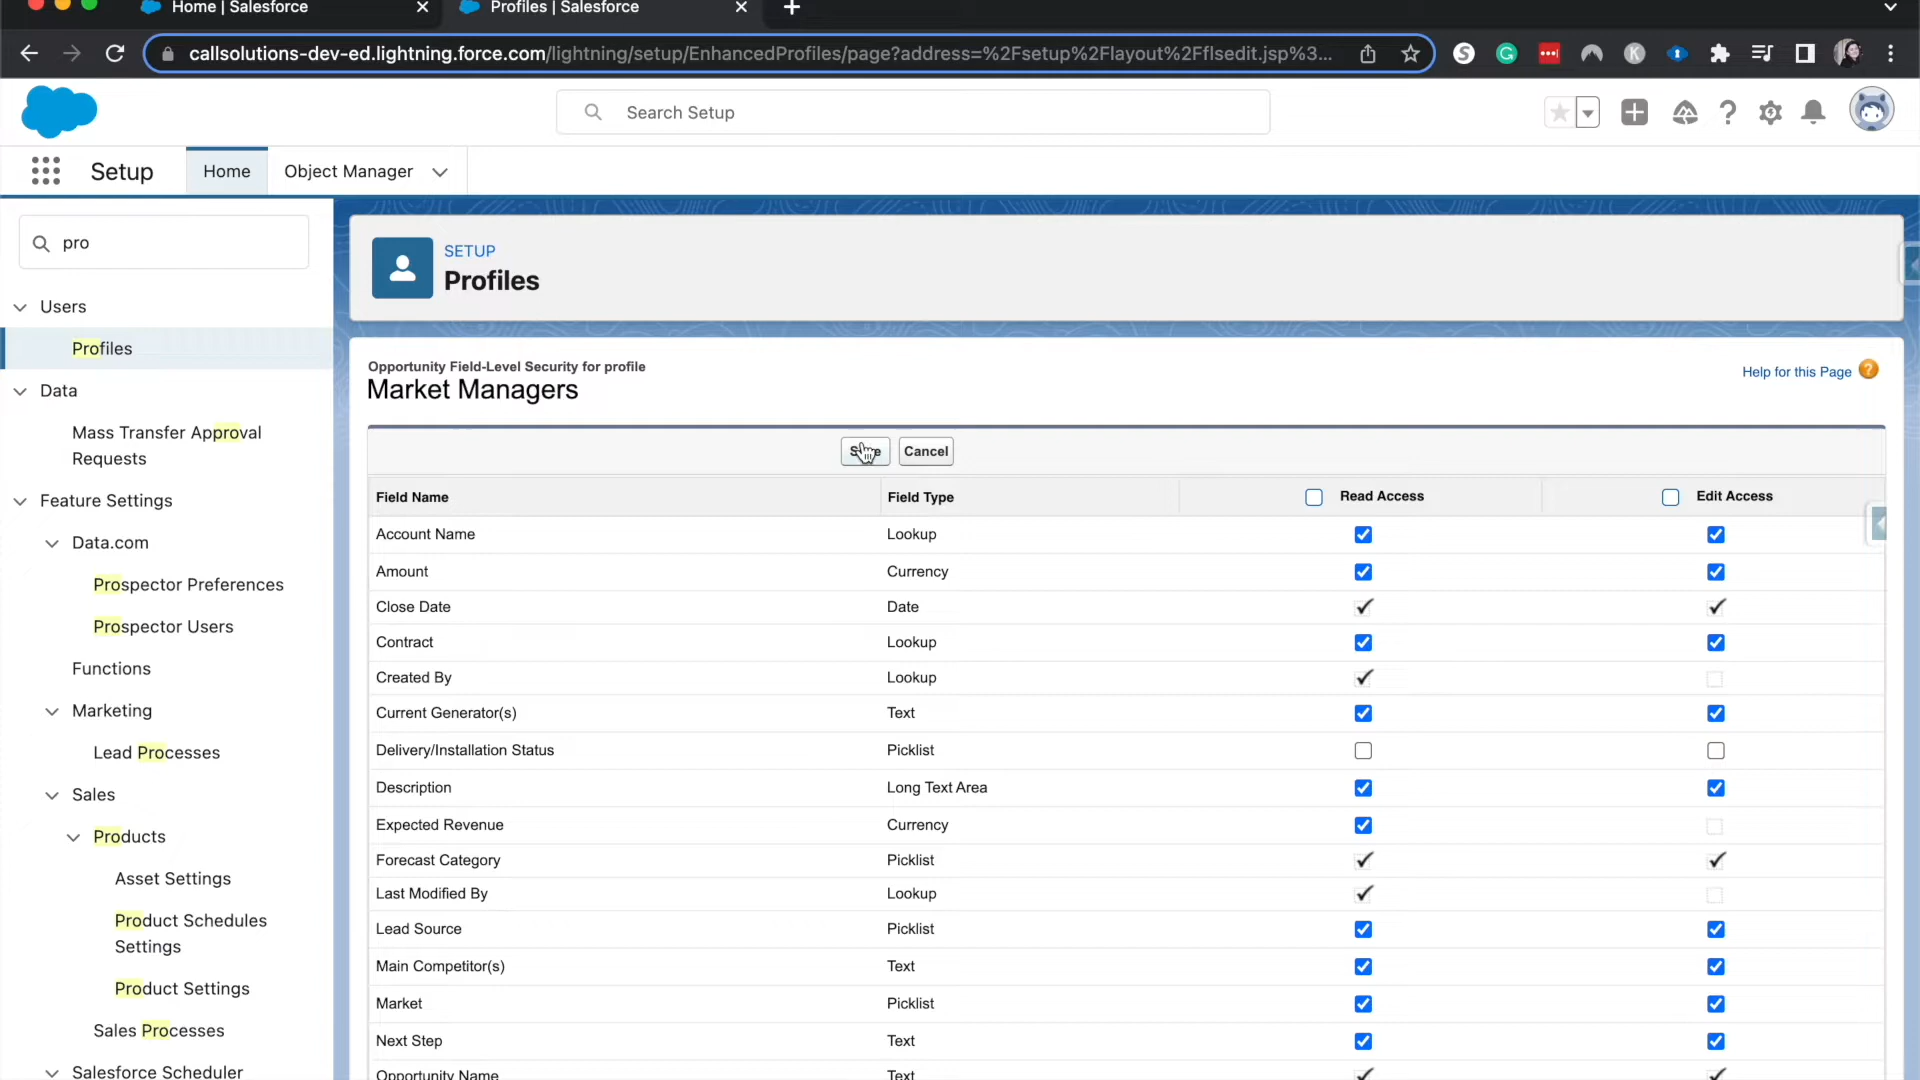 Home | Salesforce
Profiles | Salesforce
callsolutions-dev-ed.lightning.force.com/lightning/setup/EnhancedProfiles/page?address=%2Fsetup%2Flayout%2Fflsedit.jsp%3...
Search Setup
Setup
Home
Object Manager
pro
Users
Profiles
Data
Mass Transfer Approval
Requests
Feature Settings
Data.com
Prospector Preferences
Prospector Users
Functions
Marketing
Lead Processes
Sales
Products
Asset Settings
Product Schedules
Settings
Product Settings
Sales Processes
Salesforce Scheduler
SETUP
Profiles
Opportunity Field-Level Security for profile
Market Managers
Help for this Page
Cancel
Field Name Field Type Read Access Edit Access
Account Name Lookup
Amount Currency
Close Date Date
Contract Lookup
Created By Lookup
Current Generator(s) Text
Delivery/Installation Status Picklist
Description Long Text Area
Expected Revenue Currency
Forecast Category Picklist
Last Modified By Lookup
Lead Source Picklist
Main Competitor(s) Text
Market Picklist
Next Step Text
Opportunity Name Text